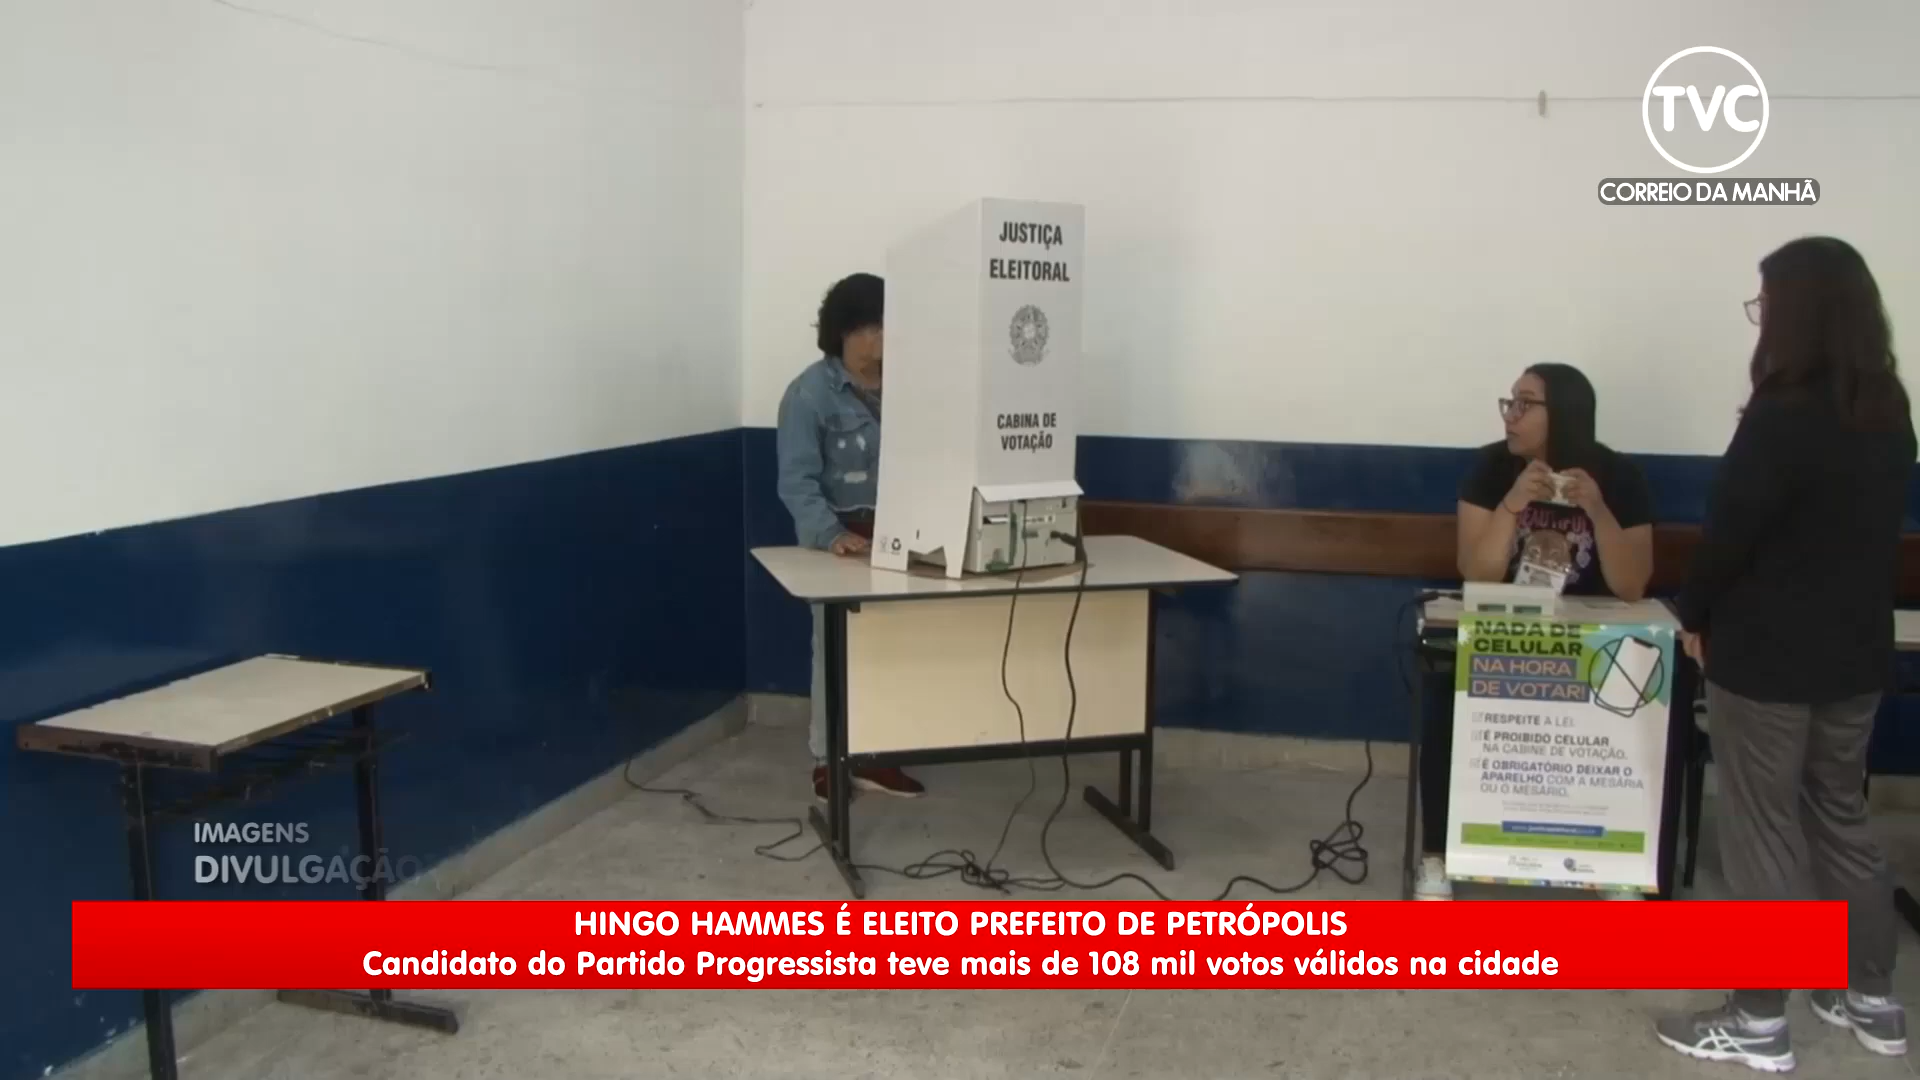 TVC
CORREIO DA MANHÃ
JUSTIÇA
ELEITORAL
CABINA DE
VOTAÇÃO
BEAUTIFUL
NADA DE
CELULAR
NA HORA
DE VOTAR!
RESPEITE A LEI.
É PROIBIDO CELULAR
NA CABINE DE VOTAÇÃO.
É OBRIGATÓRIO DEIXAR O
APARELHO COM A MESÁRIA
OU O MESÁRIO.
IMAGENS
DIVULGAÇÃO
HINGO HAMMES É ELEITO PREFEITO DE PETRÓPOLIS
Candidato do Partido Progressista teve mais de 108 mil votos válidos na cidade